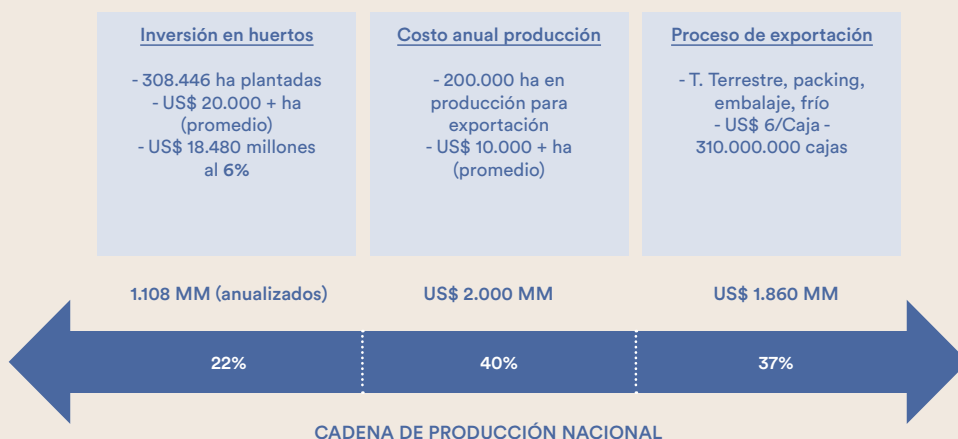 Inversión en huertos
- 308.446 ha plantadas
- US$ 20.000 + ha
(promedio)
- US$ 18.480 millones
al 6%
Costo anual producción
- 200.000 ha en
producción para
exportación
- US$ 10.000 + ha
(promedio)
Proceso de exportación
- T. Terrestre, packing,
embalaje, frío
- US$ 6/Caja -
310.000.000 cajas
1.108 MM (anualizados)
US$ 2.000 MM
US$ 1.860 MM
22%
40%
37%
CADENA DE PRODUCCIÓN NACIONAL